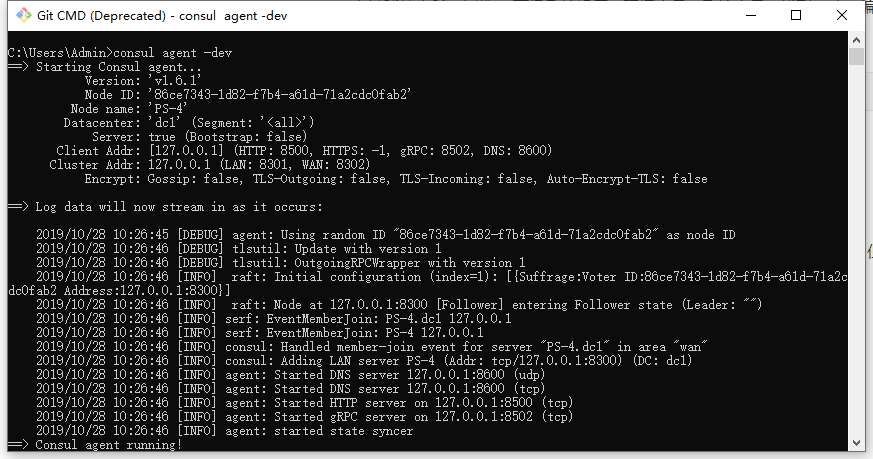 Git CMD (Deprecated) - consul  agent -dev
C:\Users\Admin>consul agent -dev
==> Starting Consul agent...
           Version: 'v1.6.1'
           Node ID: '86ce7343-1d82-f7b4-a61d-71a2cdc0fab2'
         Node name: 'PS-4'
        Datacenter: 'dc1' (Segment: '<all>')
            Server: true (Bootstrap: false)
       Client Addr: [127.0.0.1] (HTTP: 8500, HTTPS: -1, gRPC: 8502, DNS: 8600)
      Cluster Addr: 127.0.0.1 (LAN: 8301, WAN: 8302)
           Encrypt: Gossip: false, TLS-Outgoing: false, TLS-Incoming: false, Auto-Encrypt-TLS: false
==> Log data will now stream in as it occurs:
    2019/10/28 10:26:45 [DEBUG] agent: Using random ID "86ce7343-1d82-f7b4-a61d-71a2cdc0fab2" as node ID
    2019/10/28 10:26:46 [DEBUG] tlsutil: Update with version 1
    2019/10/28 10:26:46 [DEBUG] tlsutil: OutgoingRPCWrapper with version 1
    2019/10/28 10:26:46 [INFO]  raft: Initial configuration (index=1): [{Suffrage:Voter ID:86ce7343-1d82-f7b4-a61d-71a2c
dc0fab2 Address:127.0.0.1:8300}]
    2019/10/28 10:26:46 [INFO]  raft: Node at 127.0.0.1:8300 [Follower] entering Follower state (Leader: "")
    2019/10/28 10:26:46 [INFO] serf: EventMemberJoin: PS-4.dc1 127.0.0.1
    2019/10/28 10:26:46 [INFO] serf: EventMemberJoin: PS-4 127.0.0.1
    2019/10/28 10:26:46 [INFO] consul: Handled member-join event for server "PS-4.dc1" in area "wan"
    2019/10/28 10:26:46 [INFO] consul: Adding LAN server PS-4 (Addr: tcp/127.0.0.1:8300) (DC: dc1)
    2019/10/28 10:26:46 [INFO] agent: Started DNS server 127.0.0.1:8600 (udp)
    2019/10/28 10:26:46 [INFO] agent: Started DNS server 127.0.0.1:8600 (tcp)
    2019/10/28 10:26:46 [INFO] agent: Started HTTP server on 127.0.0.1:8500 (tcp)
    2019/10/28 10:26:46 [INFO] agent: Started gRPC server on 127.0.0.1:8502 (tcp)
    2019/10/28 10:26:46 [INFO] agent: started state syncer
==> Consul agent running!